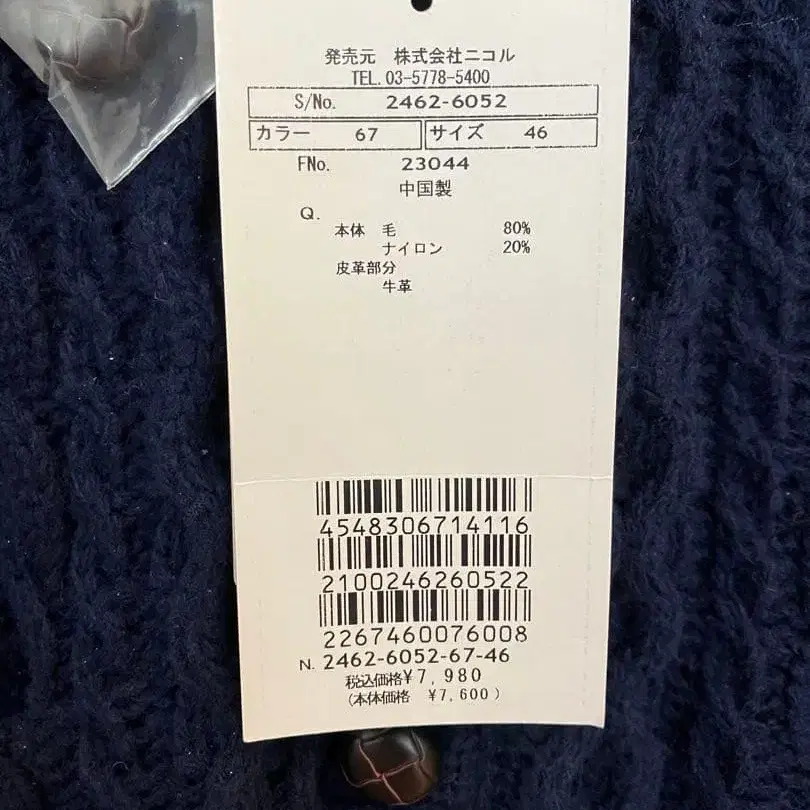 発売元 株式会社ニコル
TEL.03-5778-5400
S/No. 2462-6052
カラー 67 サイズ 46
FNo. 23044
中国製
Q.
本体 毛 80%
ナイロン 20%
皮革部分
牛革
4548306714116
2100246260522
2267460076008
N. 2462-6052-67-46
税込価格¥7,980
(本体価格 ¥7,600)